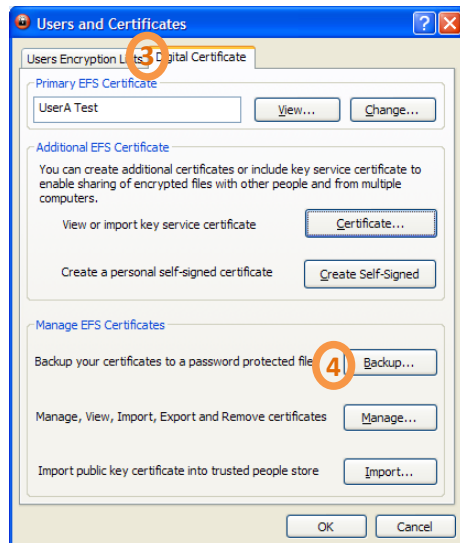 Users and Certificates
Users Encryption Lists
3
Digital Certificate
Primary EFS Certificate
UserA Test
View...
Change...
Additional EFS Certificate
You can create additional certificates or include key service certificate to
enable sharing of encrypted files with other people and from multiple
computers.
View or import key service certificate
Certificate...
Create a personal self-signed certificate
Create Self-Signed
Manage EFS Certificates
Backup your certificates to a password protected file
4
Backup...
Manage, View, Import, Export and Remove certificates
Manage...
Import public key certificate into trusted people store
Import...
OK
Cancel